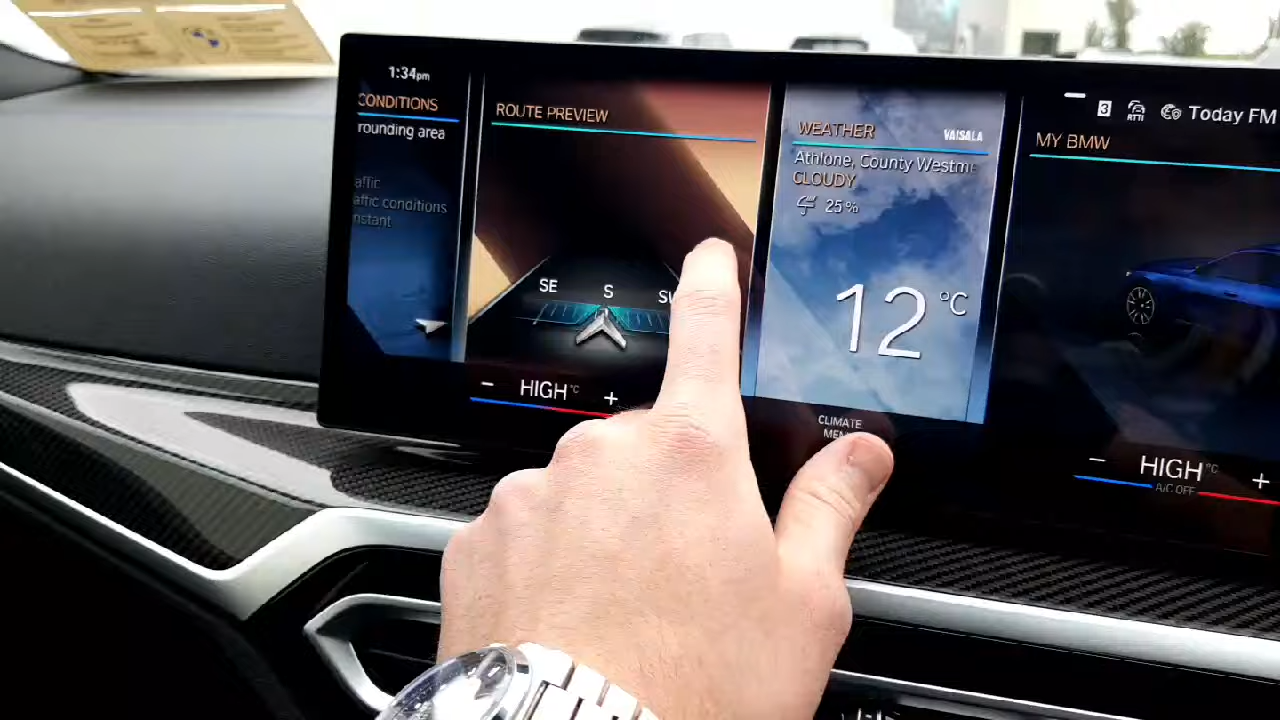 1:34pm
CONDITIONS
rounding area
affic
affic conditions
nstant
ROUTE PREVIEW
SE S
HIGH°C
WEATHER
VAISALA
Athlone, County Westm
CLOUDY
25%
12°C
CLIMATE
3 RTTI Today FM
MY BMW
HIGH°C
A/C OFF